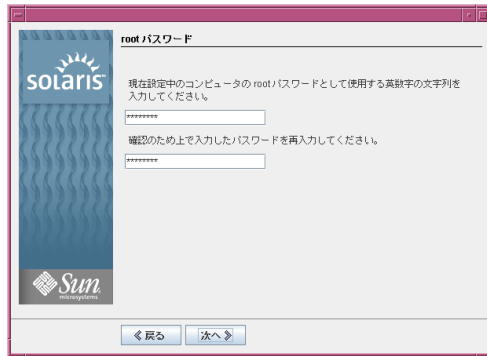 root パスワード
solaris
現在設定中のコンピュータの root パスワードとして使用する英数字の文字列を
入力してください。
********
確認のため上で入力したパスワードを再入力してください。
********
Sun
microsystems
≪ 戻る
次へ ≫